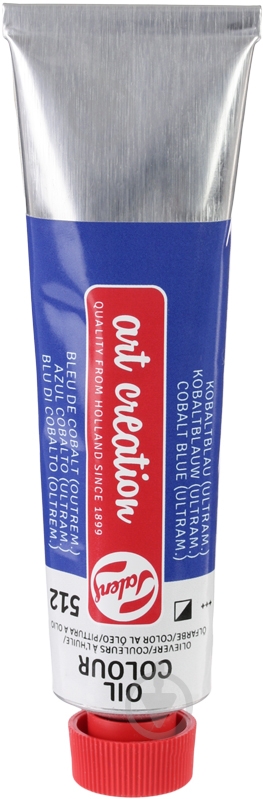 art creation
QUALITY FROM HOLLAND SINCE 1899
Talens
KOBALTBLAU (ULTRAM.)
KOBALTBLAUW (ULTRAM.)
COBALT BLUE (ULTRAM.)
BLEU DE COBALT (OUTREM.)
AZUL COBALTO (ULTRAM.)
BLU DI COBALTO (OLTREM.)
512
+++
OIL
COLOUR
OLIEVERF/COULEURS À L'HUILE/
ÖLFARBE/COLOR AL ÓLEO/PITTURA A OLIO